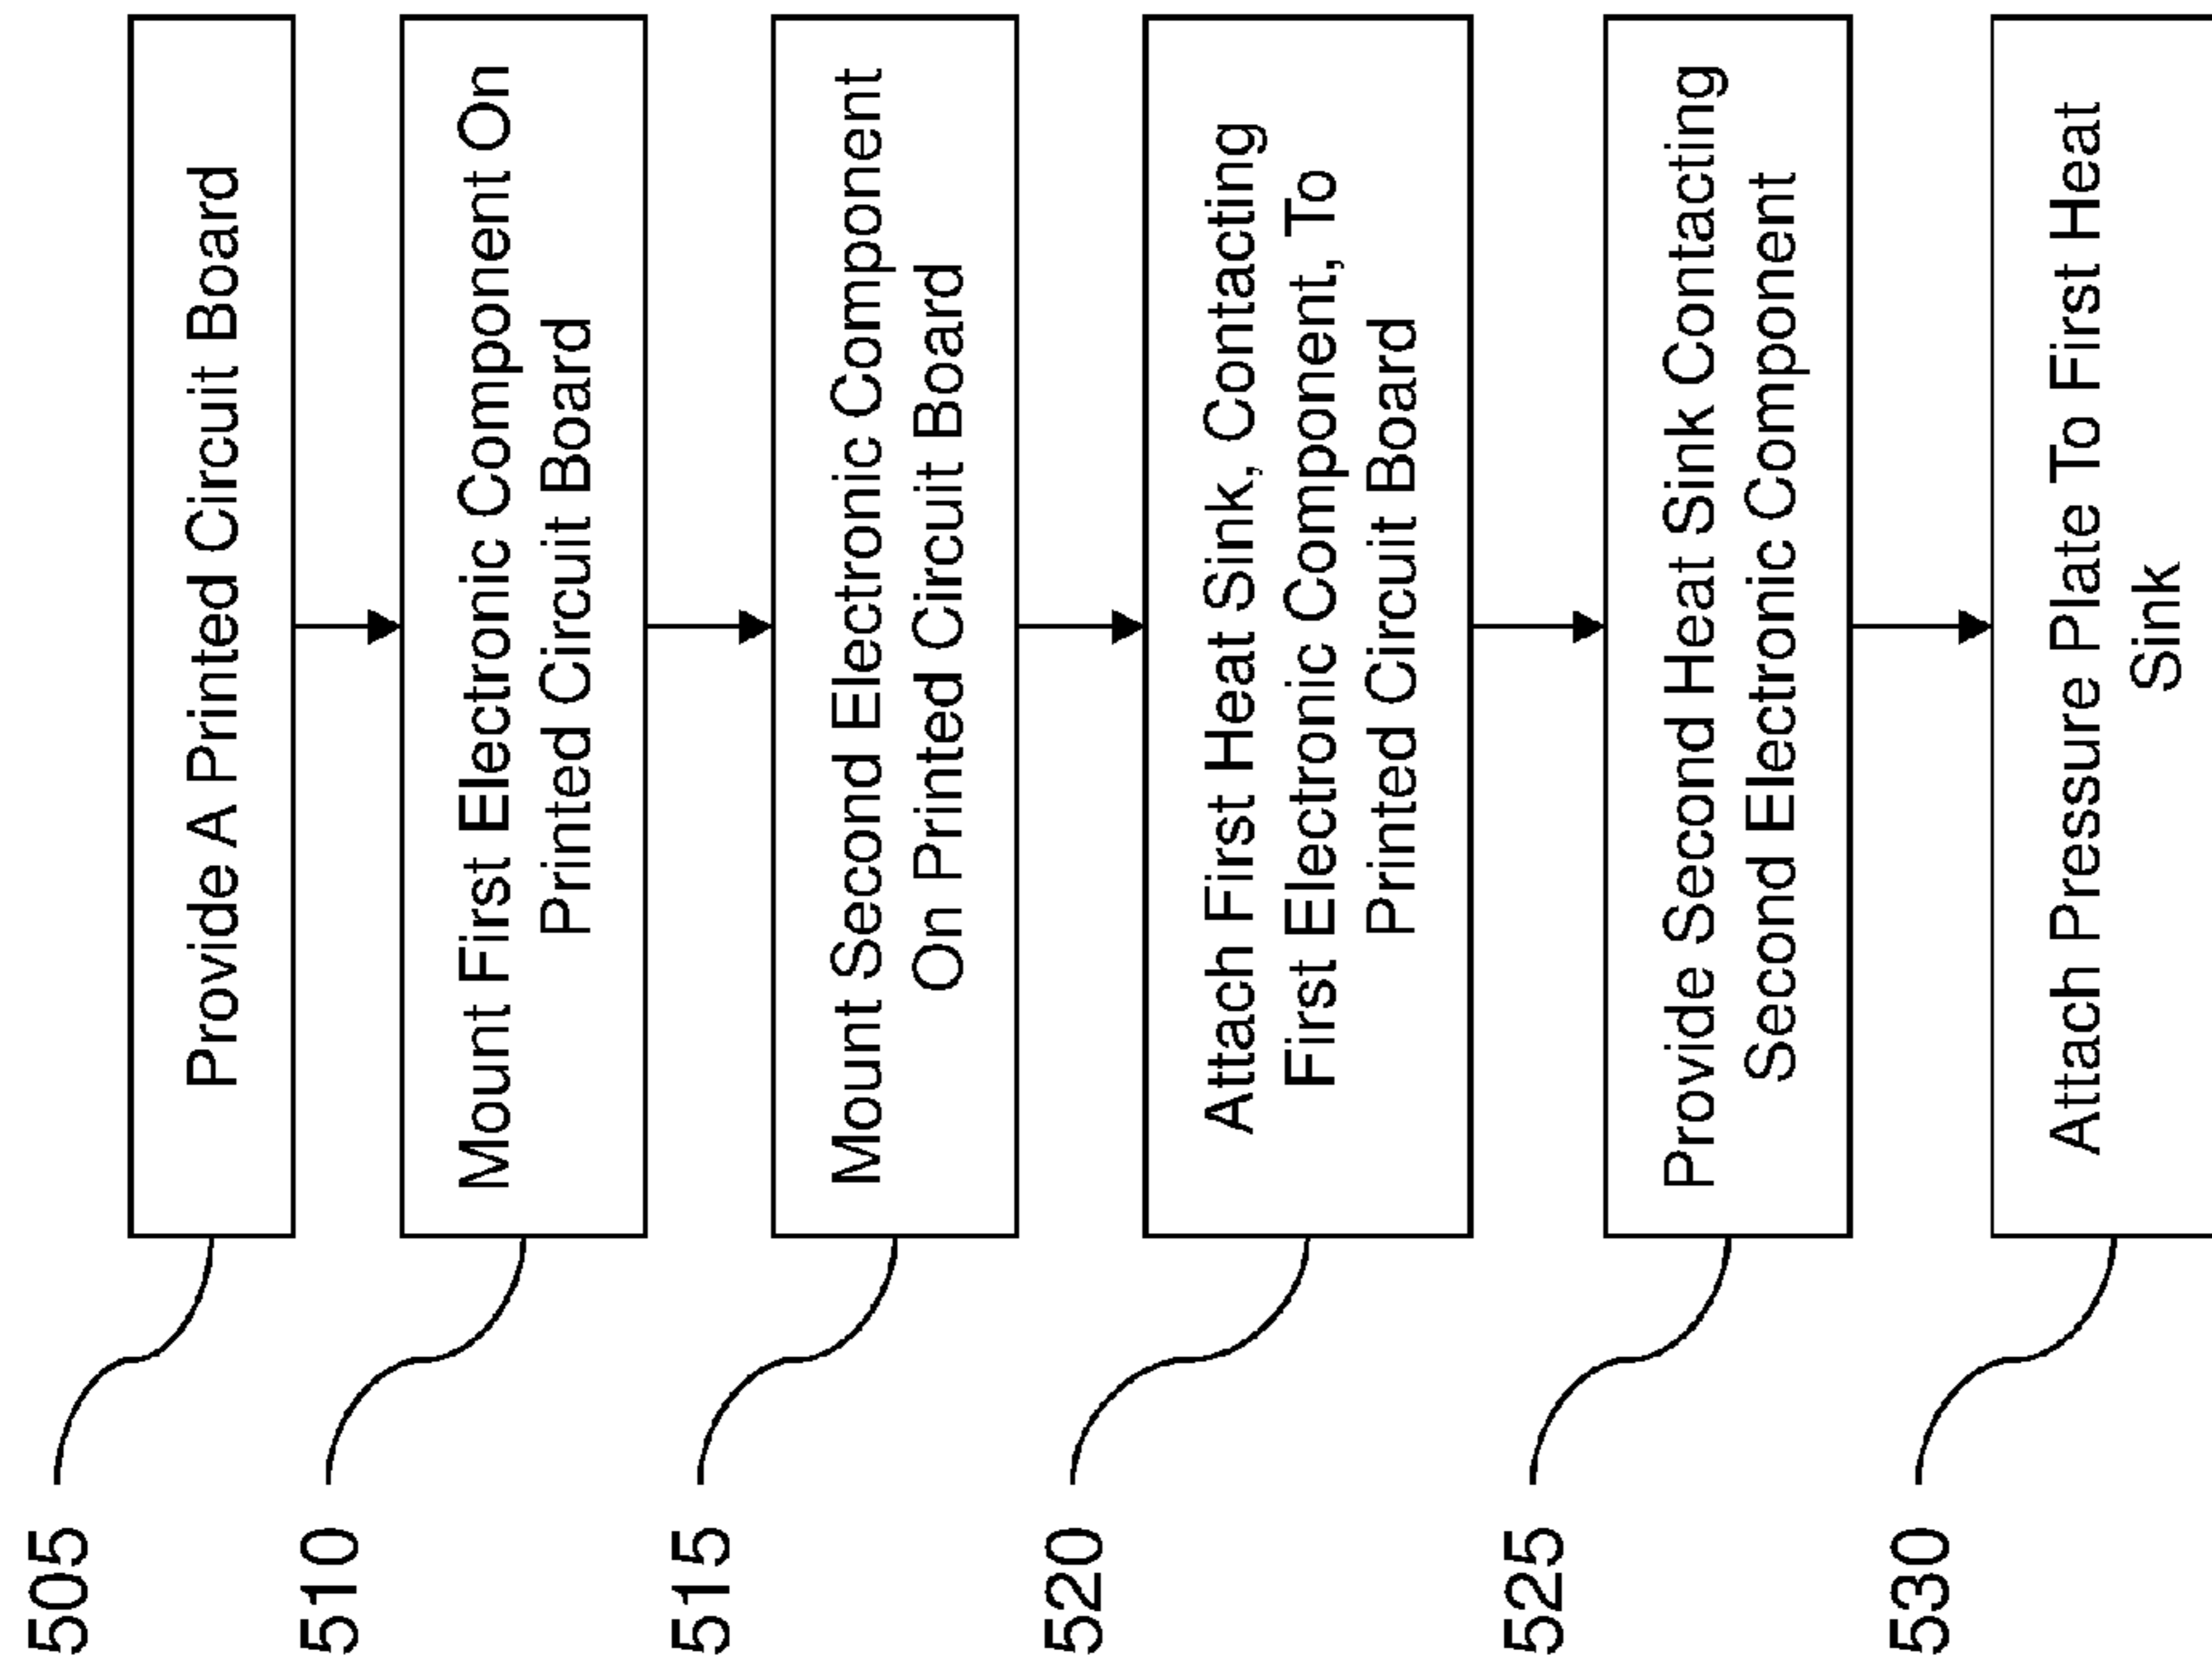 505
Provide A Printed Circuit Board
510
Mount First Electronic Component On
Printed Circuit Board
515
Mount Second Electronic Component
On Printed Circuit Board
520
Attach First Heat Sink, Contacting
First Electronic Component, To
Printed Circuit Board
525
Provide Second Heat Sink Contacting
Second Electronic Component
530
Attach Pressure Plate To First Heat
Sink